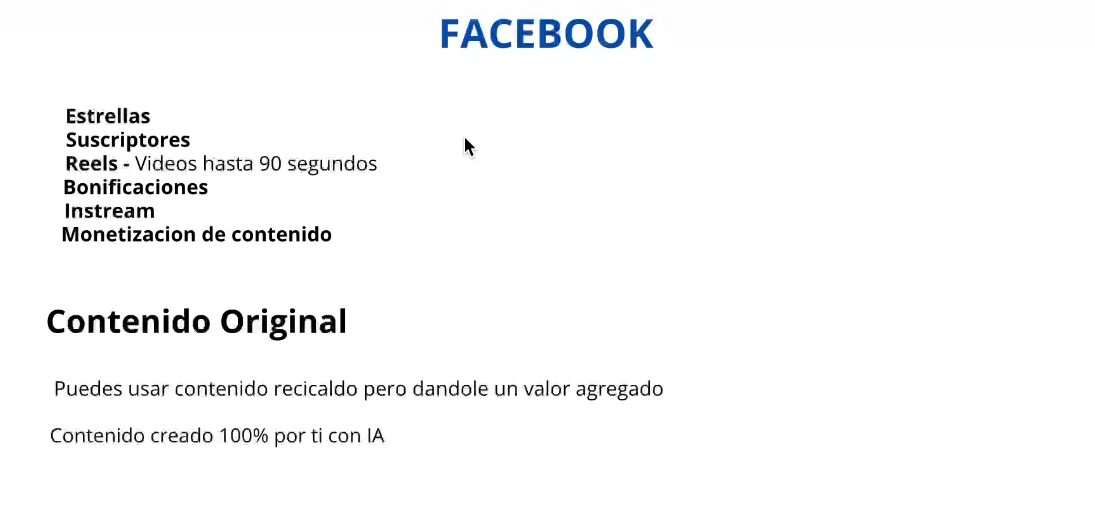 FACEBOOK
Estrellas
Suscriptores
Reels - Videos hasta 90 segundos
Bonificaciones
Instream
Monetizacion de contenido
Contenido Original
Puedes usar contenido recicaldo pero dandole un valor agregado
Contenido creado 100% por ti con IA